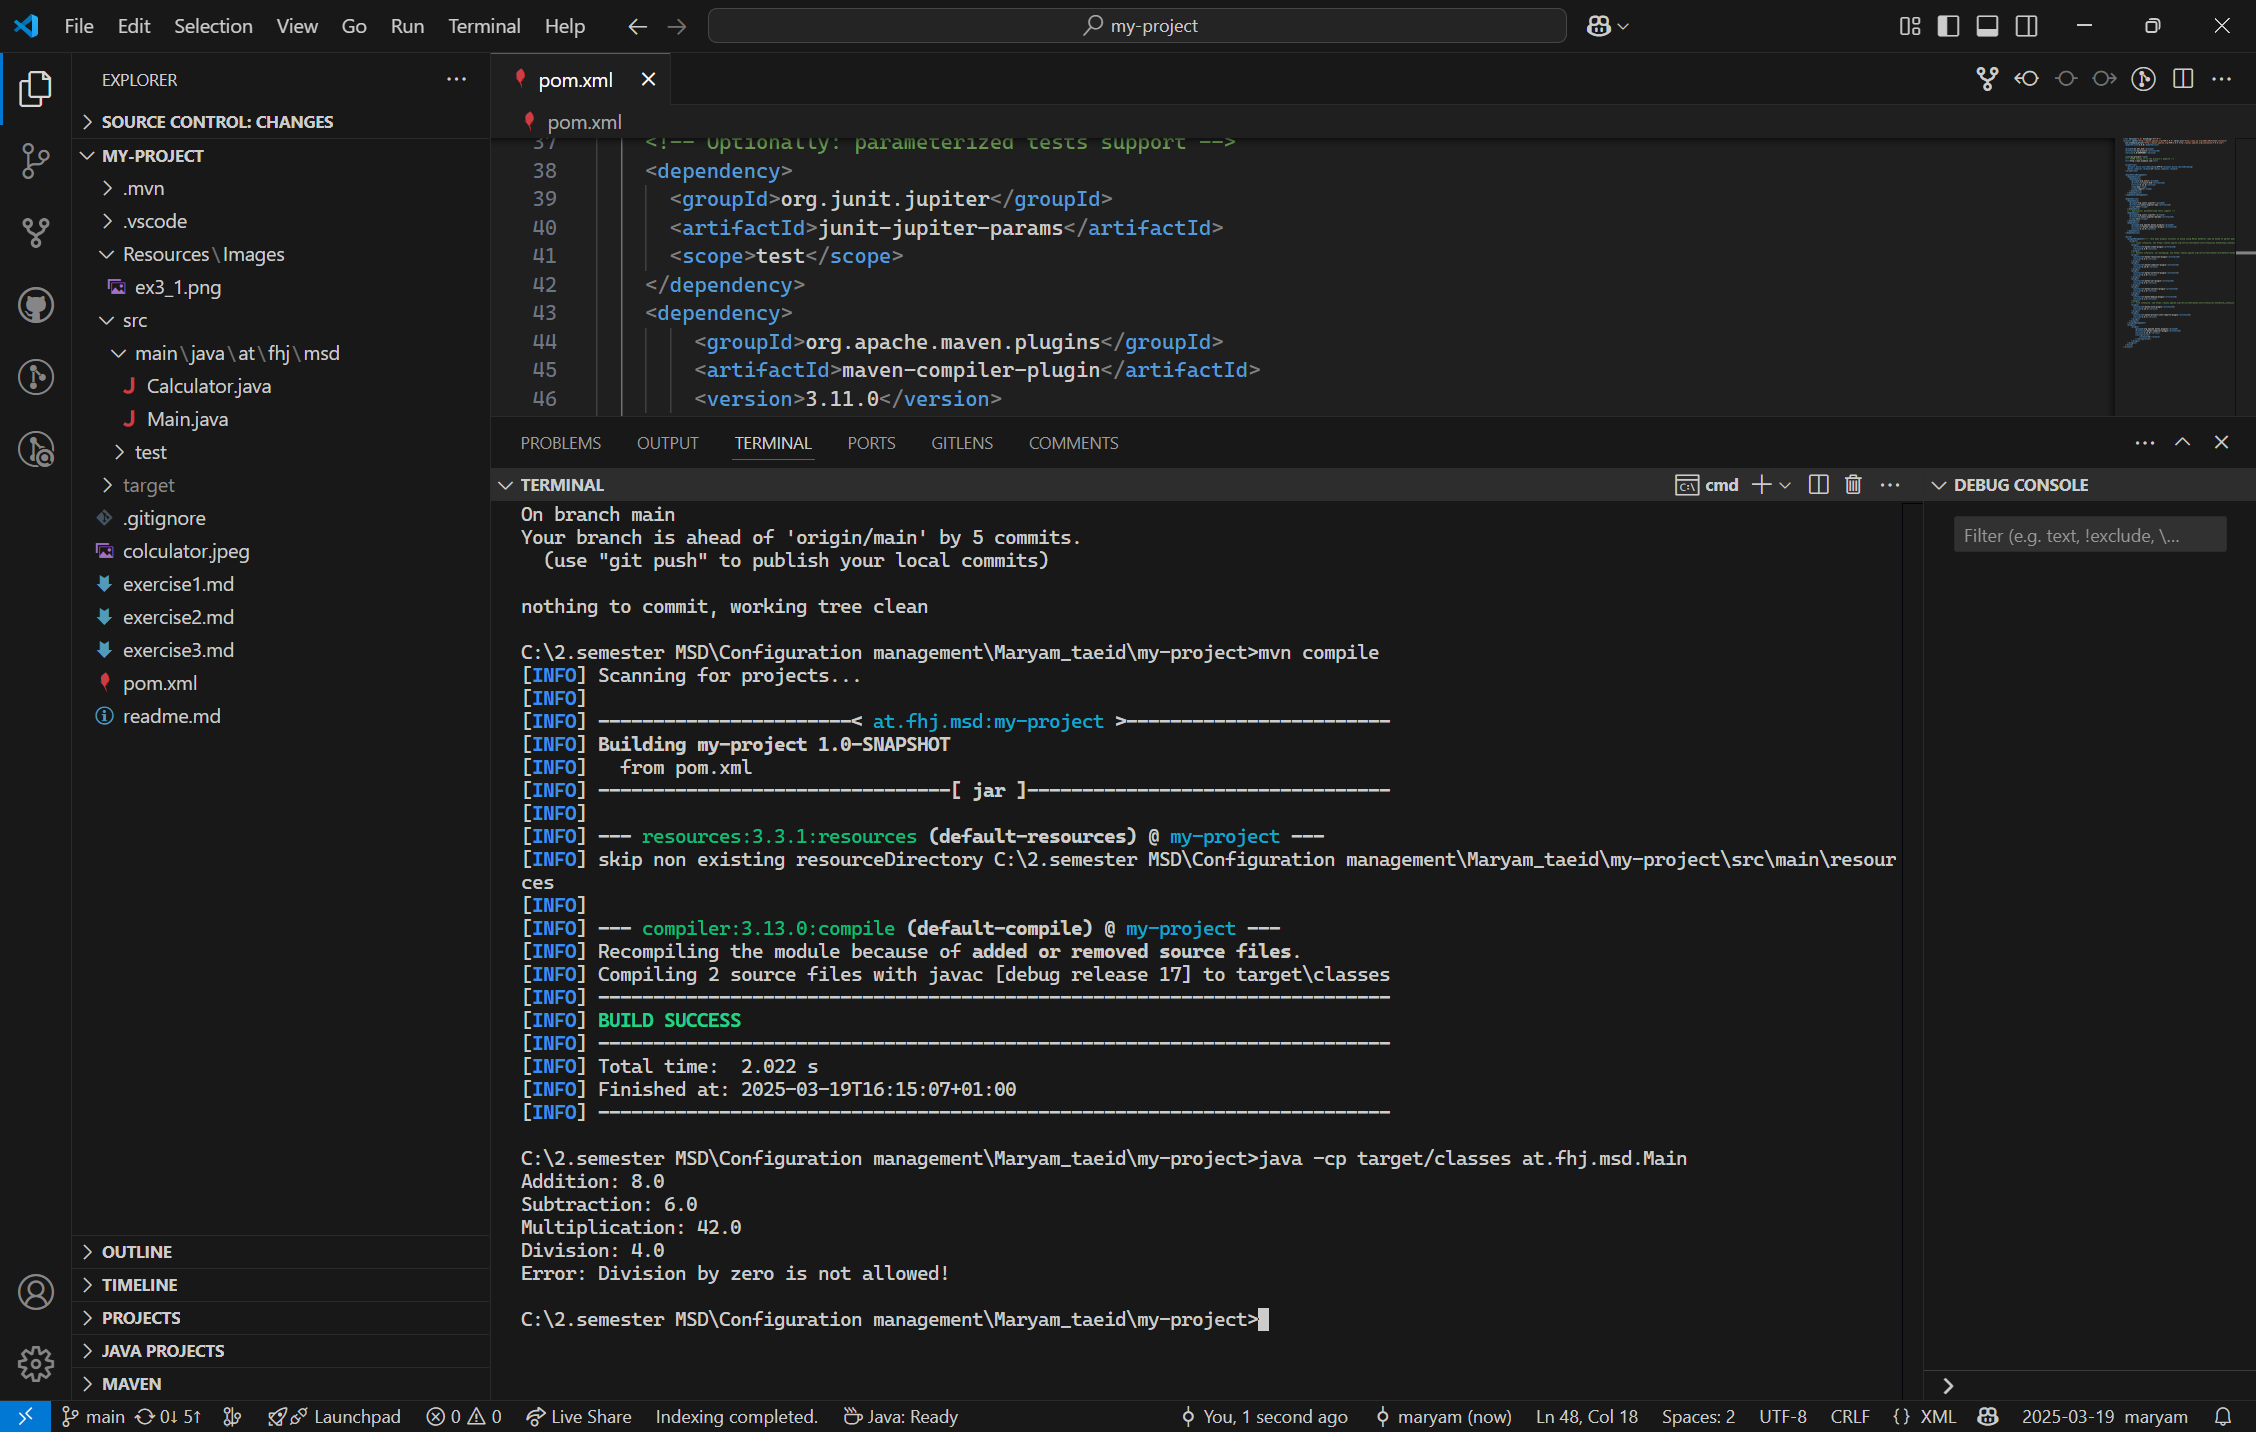 File Edit Selection View Go Run Terminal Help my-project
EXPLORER
SOURCE CONTROL: CHANGES
MY-PROJECT
.mvn
.vscode
Resources\Images
ex3_1.png
src
main\java\at\fhj\msd
Calculator.java
Main.java
test
target
.gitignore
colculator.jpeg
exercise1.md
exercise2.md
exercise3.md
pom.xml
readme.md
OUTLINE
TIMELINE
PROJECTS
JAVA PROJECTS
MAVEN
pom.xml
pom.xml
37 <!-- Optionally: parameterized tests support -->
38 <dependency>
39 <groupId>org.junit.jupiter</groupId>
40 <artifactId>junit-jupiter-params</artifactId>
41 <scope>test</scope>
42 </dependency>
43 <dependency>
44 <groupId>org.apache.maven.plugins</groupId>
45 <artifactId>maven-compiler-plugin</artifactId>
46 <version>3.11.0</version>
PROBLEMS OUTPUT TERMINAL PORTS GITLENS COMMENTS
TERMINAL cmd
On branch main
Your branch is ahead of 'origin/main' by 5 commits.
(use "git push" to publish your local commits)
nothing to commit, working tree clean
C:\2.semester MSD\Configuration management\Maryam_taeid\my-project>mvn compile
[INFO] Scanning for projects...
[INFO]
[INFO] -----------------------< at.fhj.msd:my-project >------------------------
[INFO] Building my-project 1.0-SNAPSHOT
[INFO]   from pom.xml
[INFO] --------------------------------[ jar ]---------------------------------
[INFO]
[INFO] --- resources:3.3.1:resources (default-resources) @ my-project ---
[INFO] skip non existing resourceDirectory C:\2.semester MSD\Configuration management\Maryam_taeid\my-project\src\main\resour
ces
[INFO]
[INFO] --- compiler:3.13.0:compile (default-compile) @ my-project ---
[INFO] Recompiling the module because of added or removed source files.
[INFO] Compiling 2 source files with javac [debug release 17] to target\classes
[INFO] ------------------------------------------------------------------------
[INFO] BUILD SUCCESS
[INFO] ------------------------------------------------------------------------
[INFO] Total time:  2.022 s
[INFO] Finished at: 2025-03-19T16:15:07+01:00
[INFO] ------------------------------------------------------------------------
C:\2.semester MSD\Configuration management\Maryam_taeid\my-project>java -cp target/classes at.fhj.msd.Main
Addition: 8.0
Subtraction: 6.0
Multiplication: 42.0
Division: 4.0
Error: Division by zero is not allowed!
C:\2.semester MSD\Configuration management\Maryam_taeid\my-project>
DEBUG CONSOLE
Filter (e.g. text, !exclude, \...
main 0↓ 5↑ Launchpad 0 0 Live Share Indexing completed. Java: Ready You, 1 second ago maryam (now) Ln 48, Col 18 Spaces: 2 UTF-8 CRLF {} XML 2025-03-19 maryam